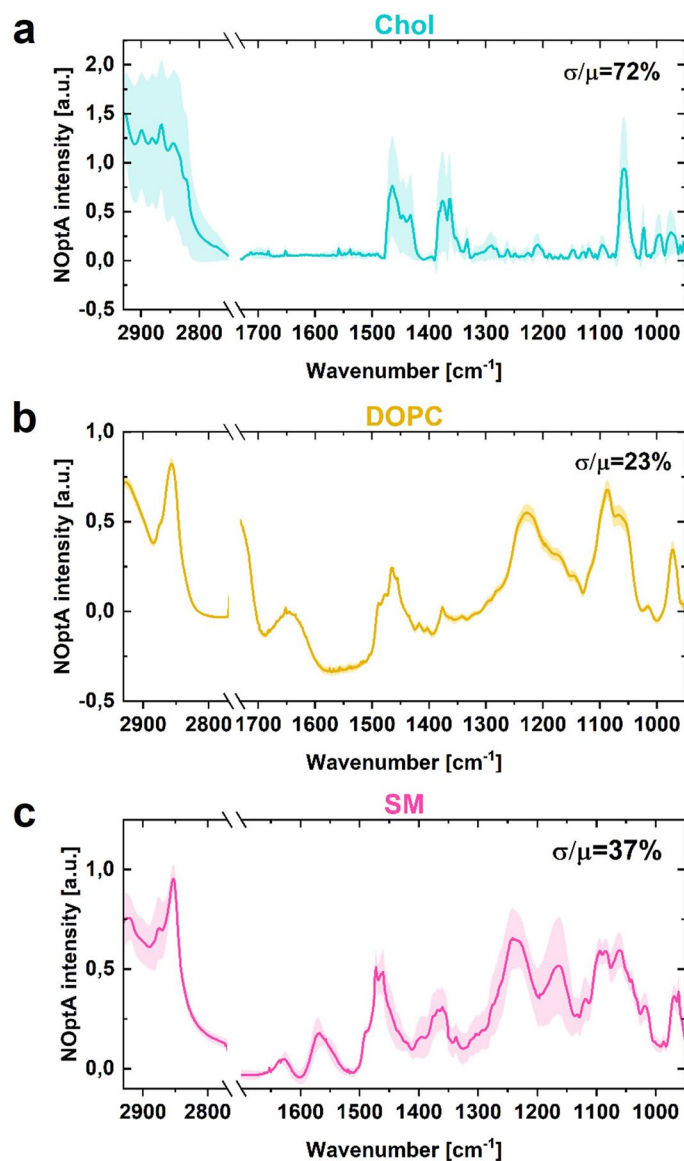 a
Chol
σ/μ=72%
NOptA intensity [a.u.]
2,0
1,5
1,0
0,5
0,0
-0,5
2900 2800 1700 1600 1500 1400 1300 1200 1100 1000
Wavenumber [cm-1]
b
DOPC
σ/μ=23%
NOptA intensity [a.u.]
1,0
0,5
0,0
-0,5
2900 2800 1700 1600 1500 1400 1300 1200 1100 1000
Wavenumber [cm-1]
c
SM
σ/μ=37%
NOptA intensity [a.u.]
1,0
0,5
0,0
2900 2800 1600 1500 1400 1300 1200 1100 1000
Wavenumber [cm-1]